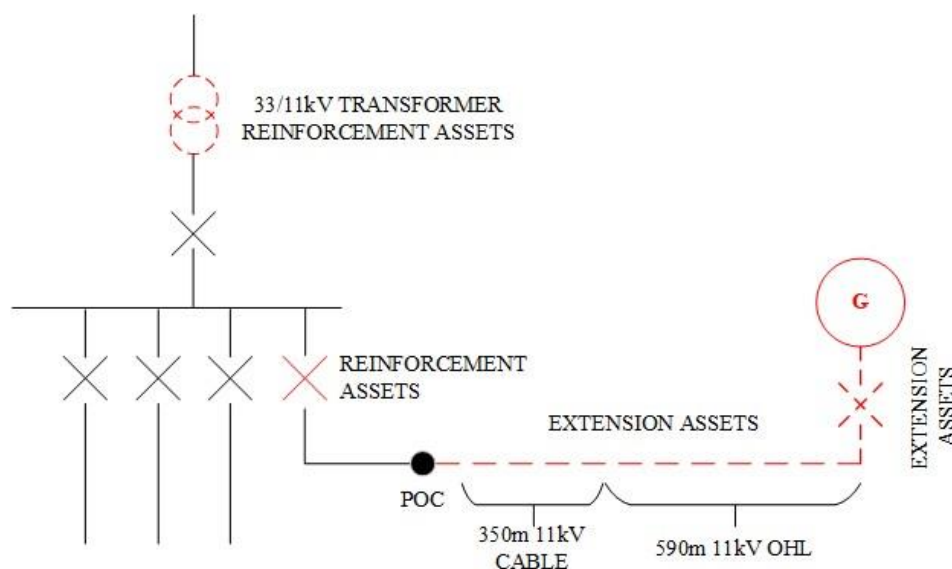 33/11kV TRANSFORMER
REINFORCEMENT ASSETS
G
REINFORCEMENT
ASSETS
EXTENSION ASSETS
EXTENSION
ASSETS
POC
350m 11kV
CABLE
590m 11kV OHL